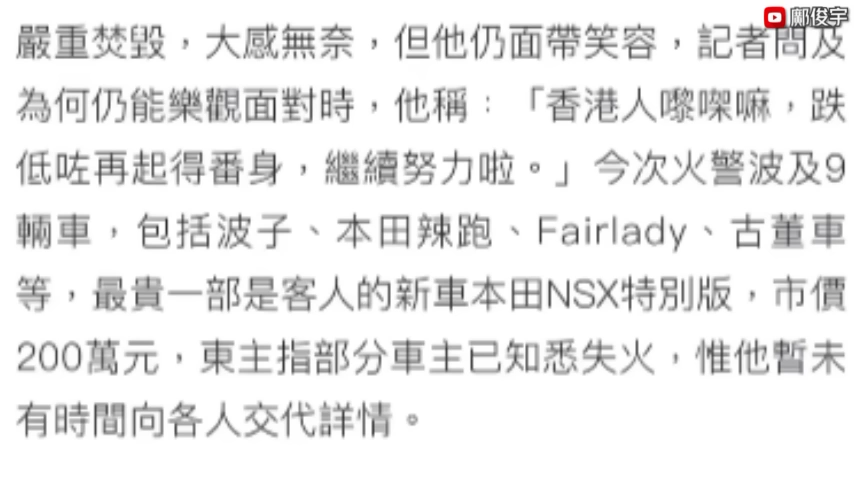 鄺俊宇
嚴重焚毀，大感無奈，但他仍面帶笑容，記者問及
為何仍能樂觀面對時，他稱：「香港人嚟㗎嘛，跌
低咗再起得番身，繼續努力啦。」今次火警波及9
輛車，包括波子、本田辣跑、Fairlady、古董車
等，最貴一部是客人的新車本田NSX特別版，市價
200萬元，東主指部分車主已知悉失火，惟他暫未
有時間向各人交代詳情。